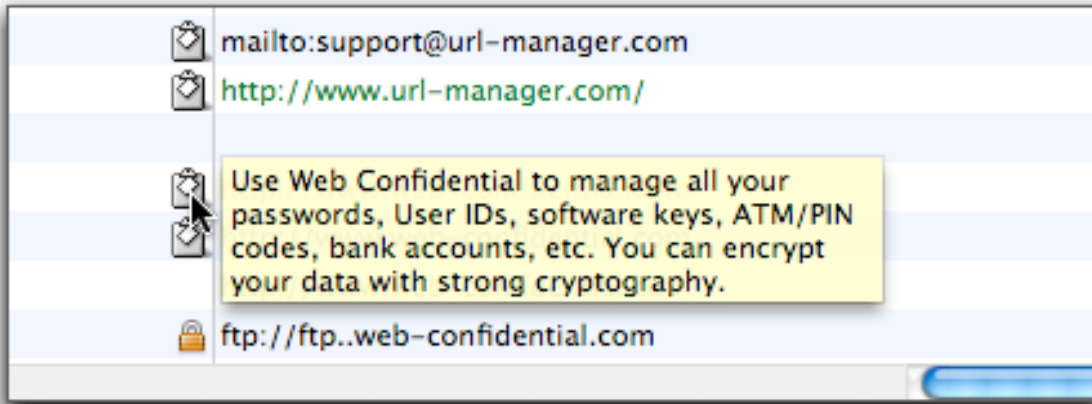 mailto:support@url-manager.com
http://www.url-manager.com/
Use Web Confidential to manage all your
passwords, User IDs, software keys, ATM/PIN
codes, bank accounts, etc. You can encrypt
your data with strong cryptography.
ftp://ftp..web-confidential.com